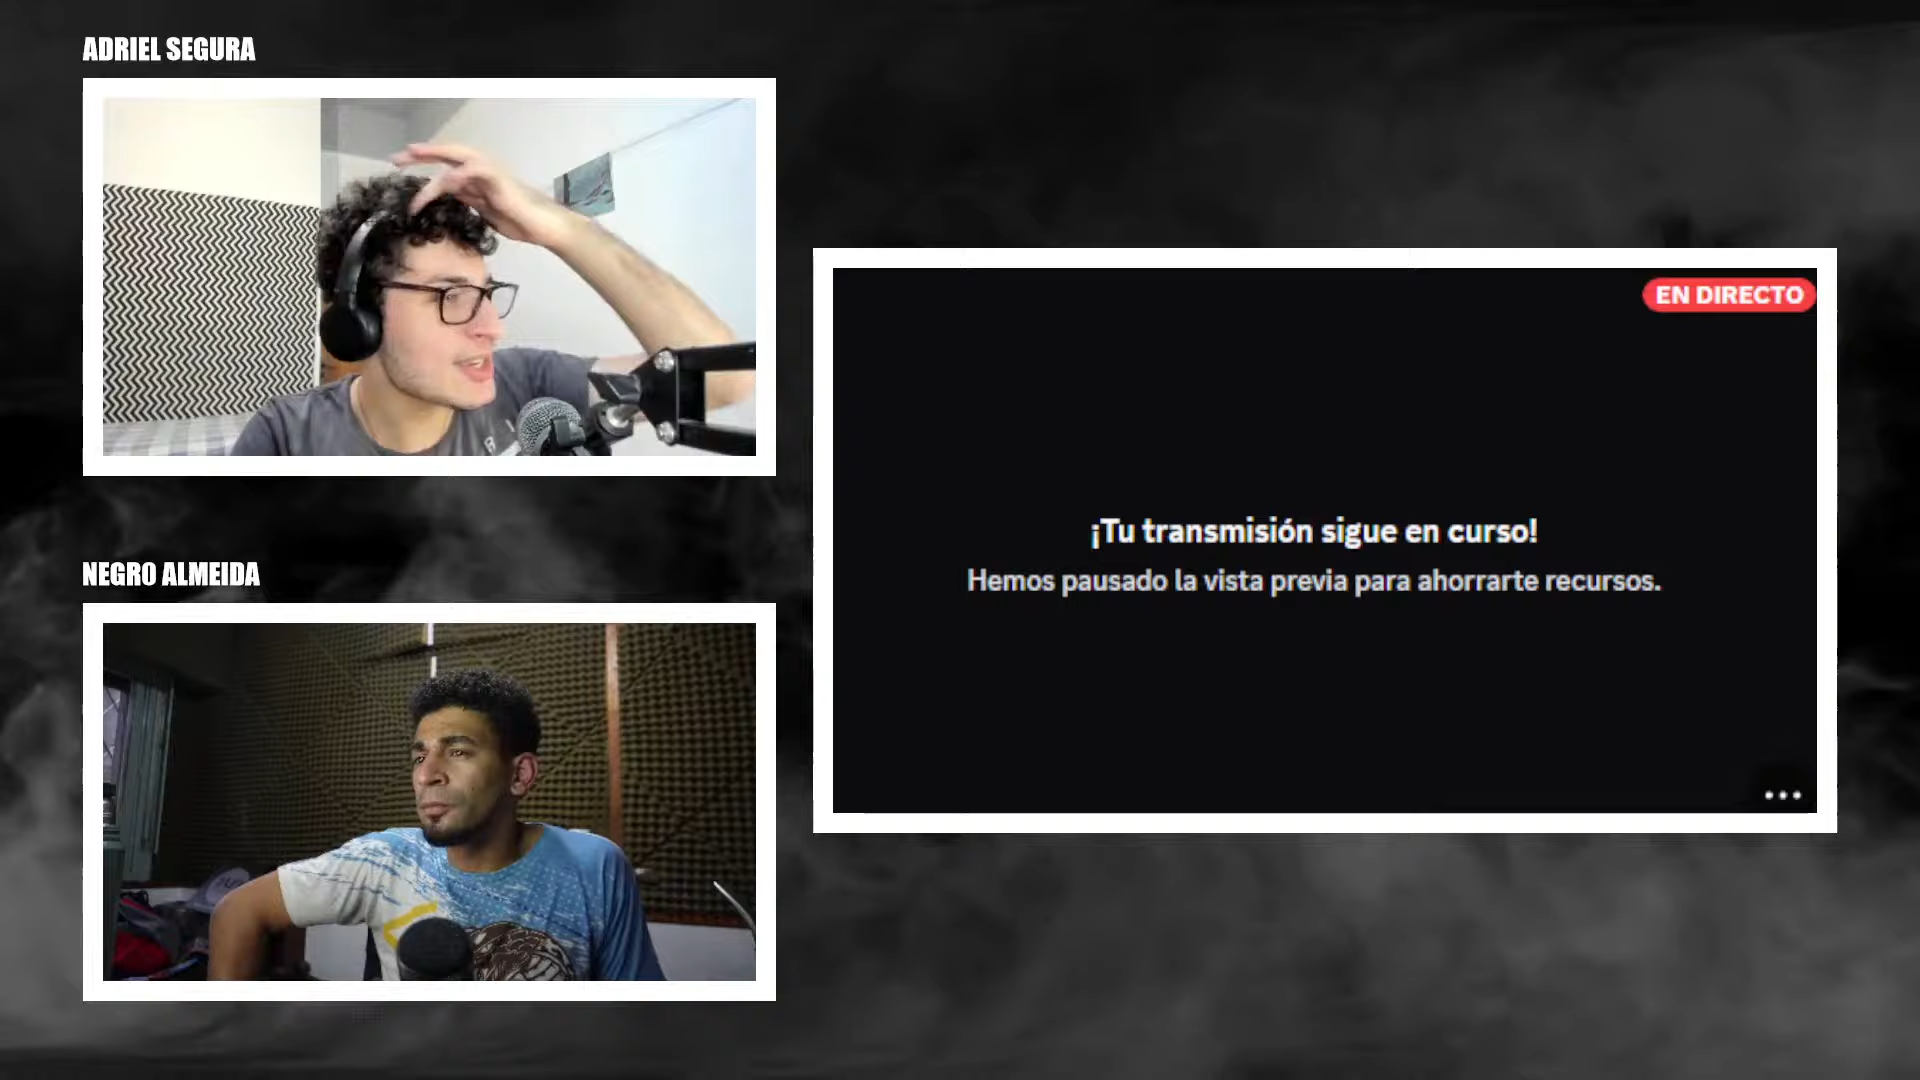 ADRIEL SEGURA
NEGRO ALMEIDA
EN DIRECTO
¡Tu transmisión sigue en curso!
Hemos pausado la vista previa para ahorrarte recursos.